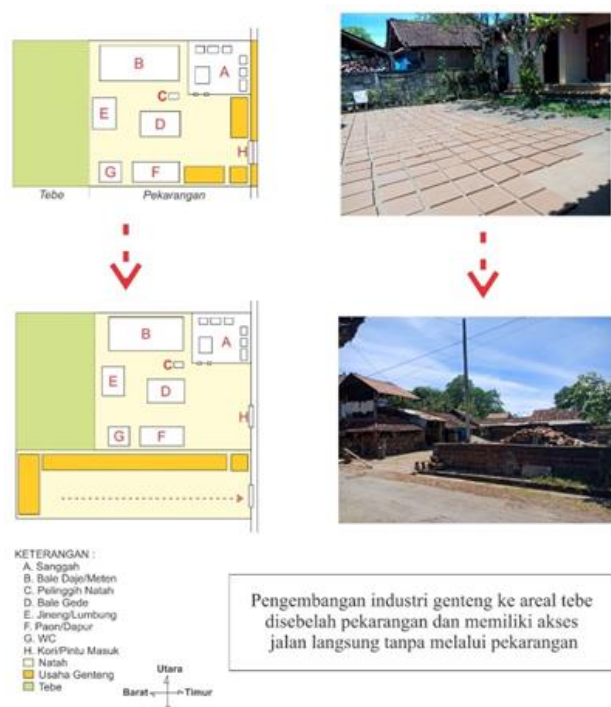 B
A
C
E
D
H
G
F
Tebe
Pekarangan
B
A
C
E
D
H
G
F
KETERANGAN :
A. Sanggah
B. Bale Daje/Meten
C. Pelinggih Natah
D. Bale Gede
E. Jineng/Lumbung
F. Paon/Dapur
G. WC
H. Kori/Pintu Masuk
Natah
Usaha Genteng
Tebe
Utara
Barat
Timur
Pengembangan industri genteng ke areal tebe
disebelah pekarangan dan memiliki akses
jalan langsung tanpa melalui pekarangan